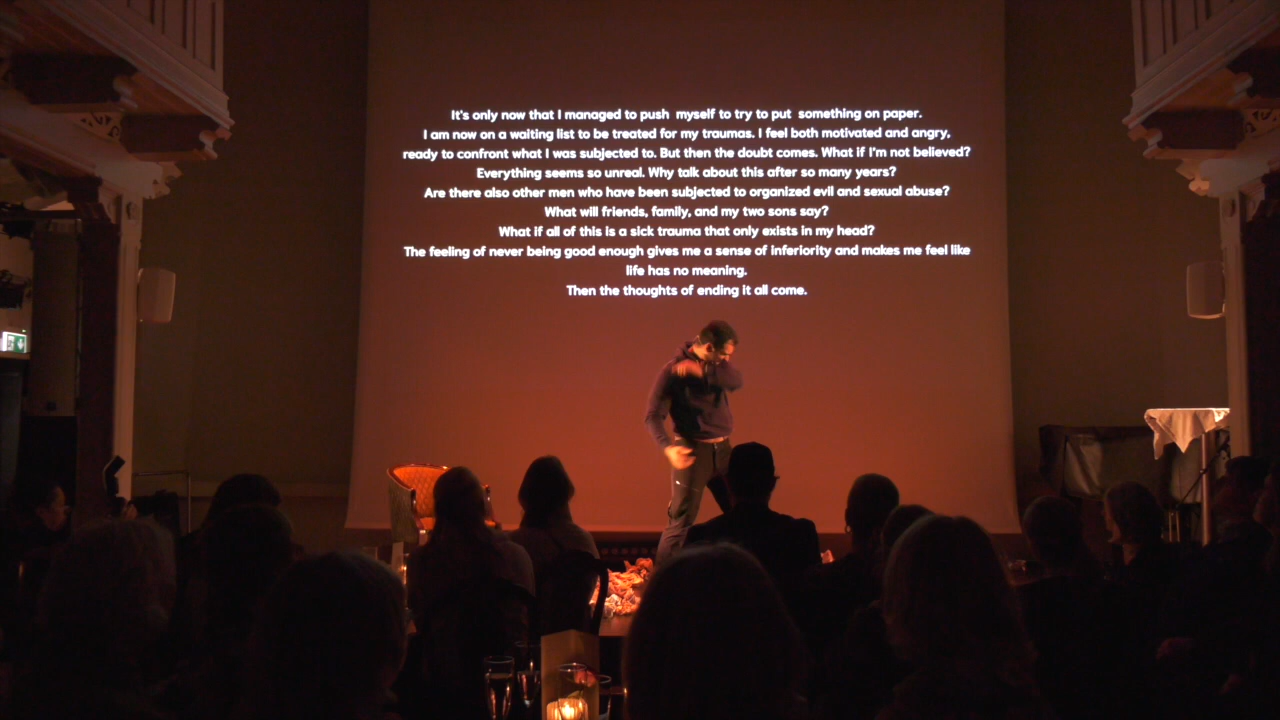 It's only now that I managed to push  myself to try to put  something on paper.
I am now on a waiting list to be treated for my traumas. I feel both motivated and angry,
ready to confront what I was subjected to. But then the doubt comes. What if I'm not believed?
Everything seems so unreal. Why talk about this after so many years?
Are there also other men who have been subjected to organized evil and sexual abuse?
What will friends, family, and my two sons say?
What if all of this is a sick trauma that only exists in my head?
The feeling of never being good enough gives me a sense of inferiority and makes me feel like
life has no meaning.
Then the thoughts of ending it all come.